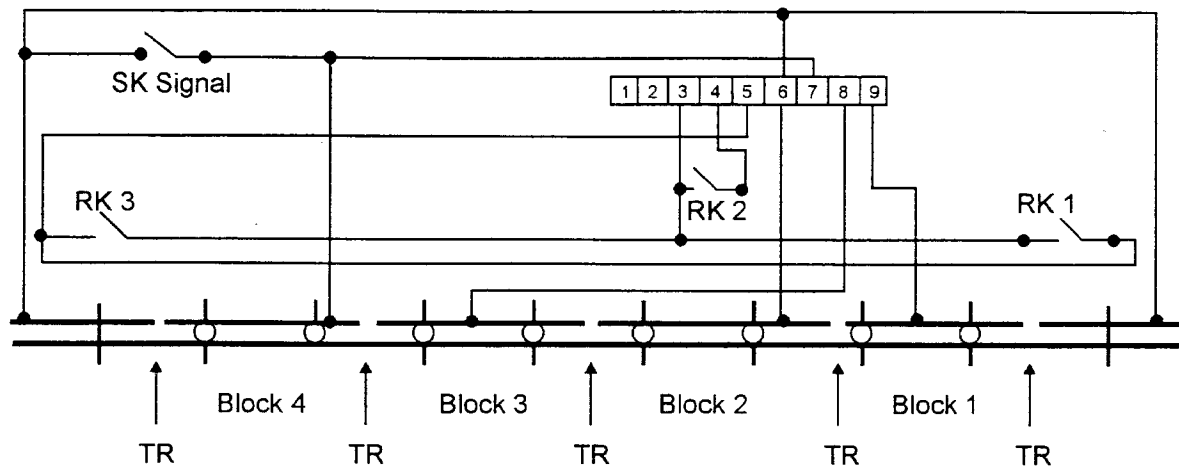 SK Signal
1 2 3 4 5 6 7 8 9
RK 3
RK 2
RK 1
Block 4 Block 3 Block 2 Block 1
TR TR TR TR TR